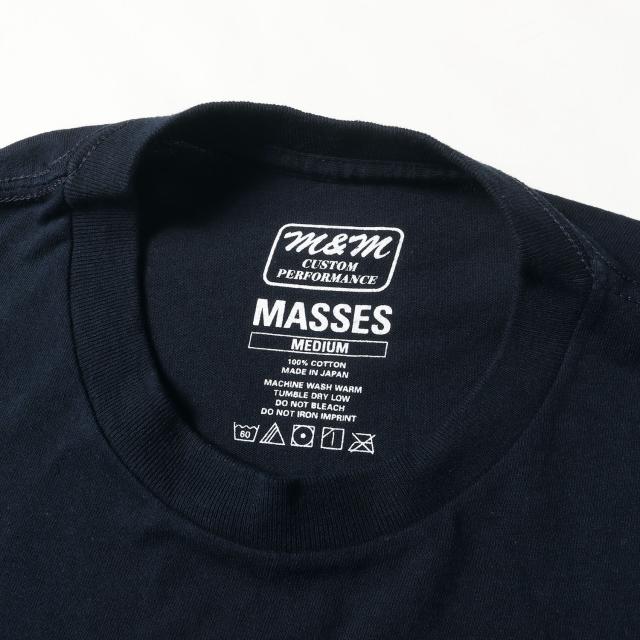 M&M
CUSTOM
PERFORMANCE
MASSES
MEDIUM
100% COTTON
MADE IN JAPAN
MACHINE WASH WARM
TUMBLE DRY LOW
DO NOT BLEACH
DO NOT IRON IMPRINT
60